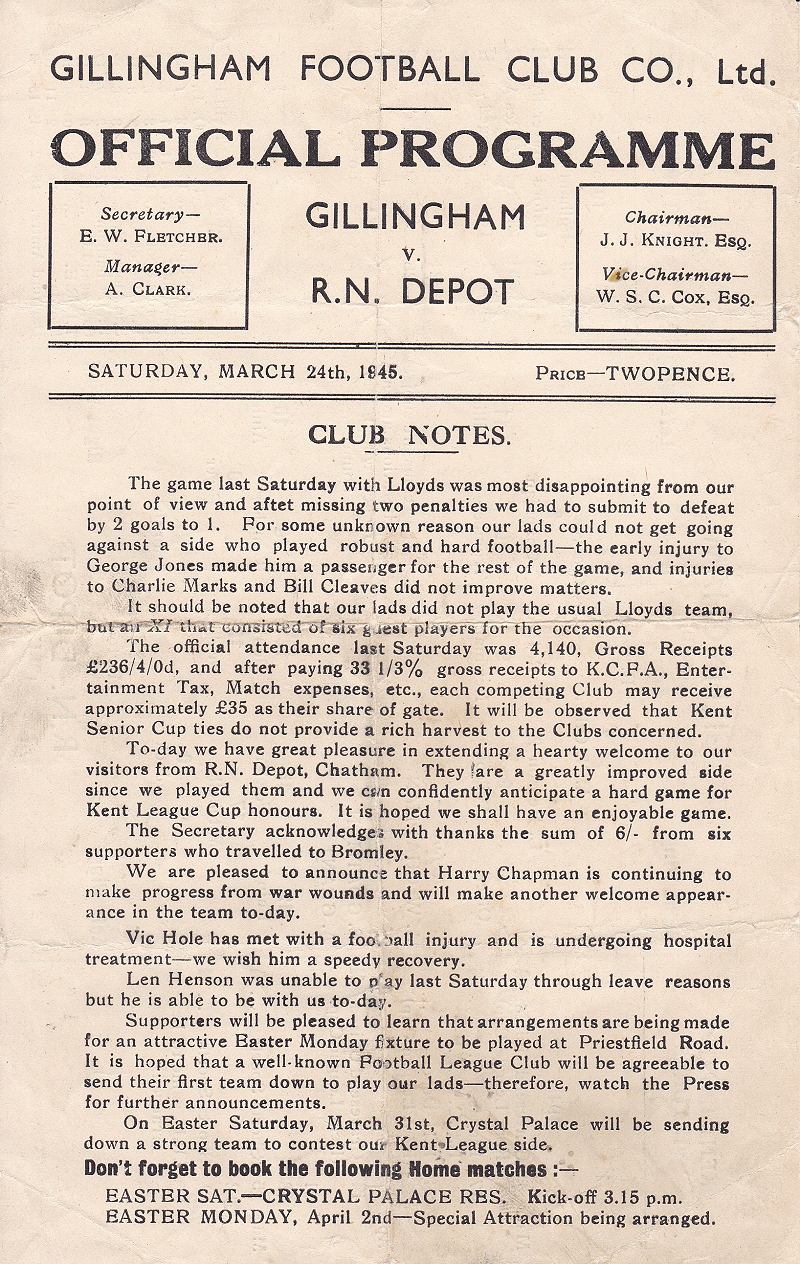 GILLINGHAM FOOTBALL CLUB CO., Ltd.
OFFICIAL PROGRAMME
Secretary—
E. W. FLETCHER.
Manager—
A. CLARK.
GILLINGHAM
v.
R.N. DEPOT
Chairman—
J. J. KNIGHT. ESQ.
Vice-Chairman—
W. S. C. COX, ESQ.
SATURDAY, MARCH 24th, 1945. PRICE—TWOPENCE.
CLUB NOTES.
The game last Saturday with Lloyds was most disappointing from our
point of view and aftet missing two penalties we had to submit to defeat
by 2 goals to 1. For some unknown reason our lads could not get going
against a side who played robust and hard football—the early injury to
George Jones made him a passenger for the rest of the game, and injuries
to Charlie Marks and Bill Cleaves did not improve matters.
It should be noted that our lads did not play the usual Lloyds team,
but an XI that consisted of six guest players for the occasion.
The official attendance last Saturday was 4,140, Gross Receipts
£236/4/0d, and after paying 33 1/3% gross receipts to K.C.F.A., Enter-
tainment Tax, Match expenses, etc., each competing Club may receive
approximately £35 as their share of gate. It will be observed that Kent
Senior Cup ties do not provide a rich harvest to the Clubs concerned.
To-day we have great pleasure in extending a hearty welcome to our
visitors from R.N. Depot, Chatham. They are a greatly improved side
since we played them and we can confidently anticipate a hard game for
Kent League Cup honours. It is hoped we shall have an enjoyable game.
The Secretary acknowledges with thanks the sum of 6/- from six
supporters who travelled to Bromley.
We are pleased to announce that Harry Chapman is continuing to
make progress from war wounds and will make another welcome appear-
ance in the team to-day.
Vic Hole has met with a football injury and is undergoing hospital
treatment—we wish him a speedy recovery.
Len Henson was unable to play last Saturday through leave reasons
but he is able to be with us to-day.
Supporters will be pleased to learn that arrangements are being made
for an attractive Easter Monday fixture to be played at Priestfield Road.
It is hoped that a well-known Football League Club will be agreeable to
send their first team down to play our lads—therefore, watch the Press
for further announcements.
On Easter Saturday, March 31st, Crystal Palace will be sending
down a strong team to contest our Kent League side.
Don't forget to book the following Home matches :—
EASTER SAT.—CRYSTAL PALACE RES. Kick-off 3.15 p.m.
EASTER MONDAY, April 2nd—Special Attraction being arranged.